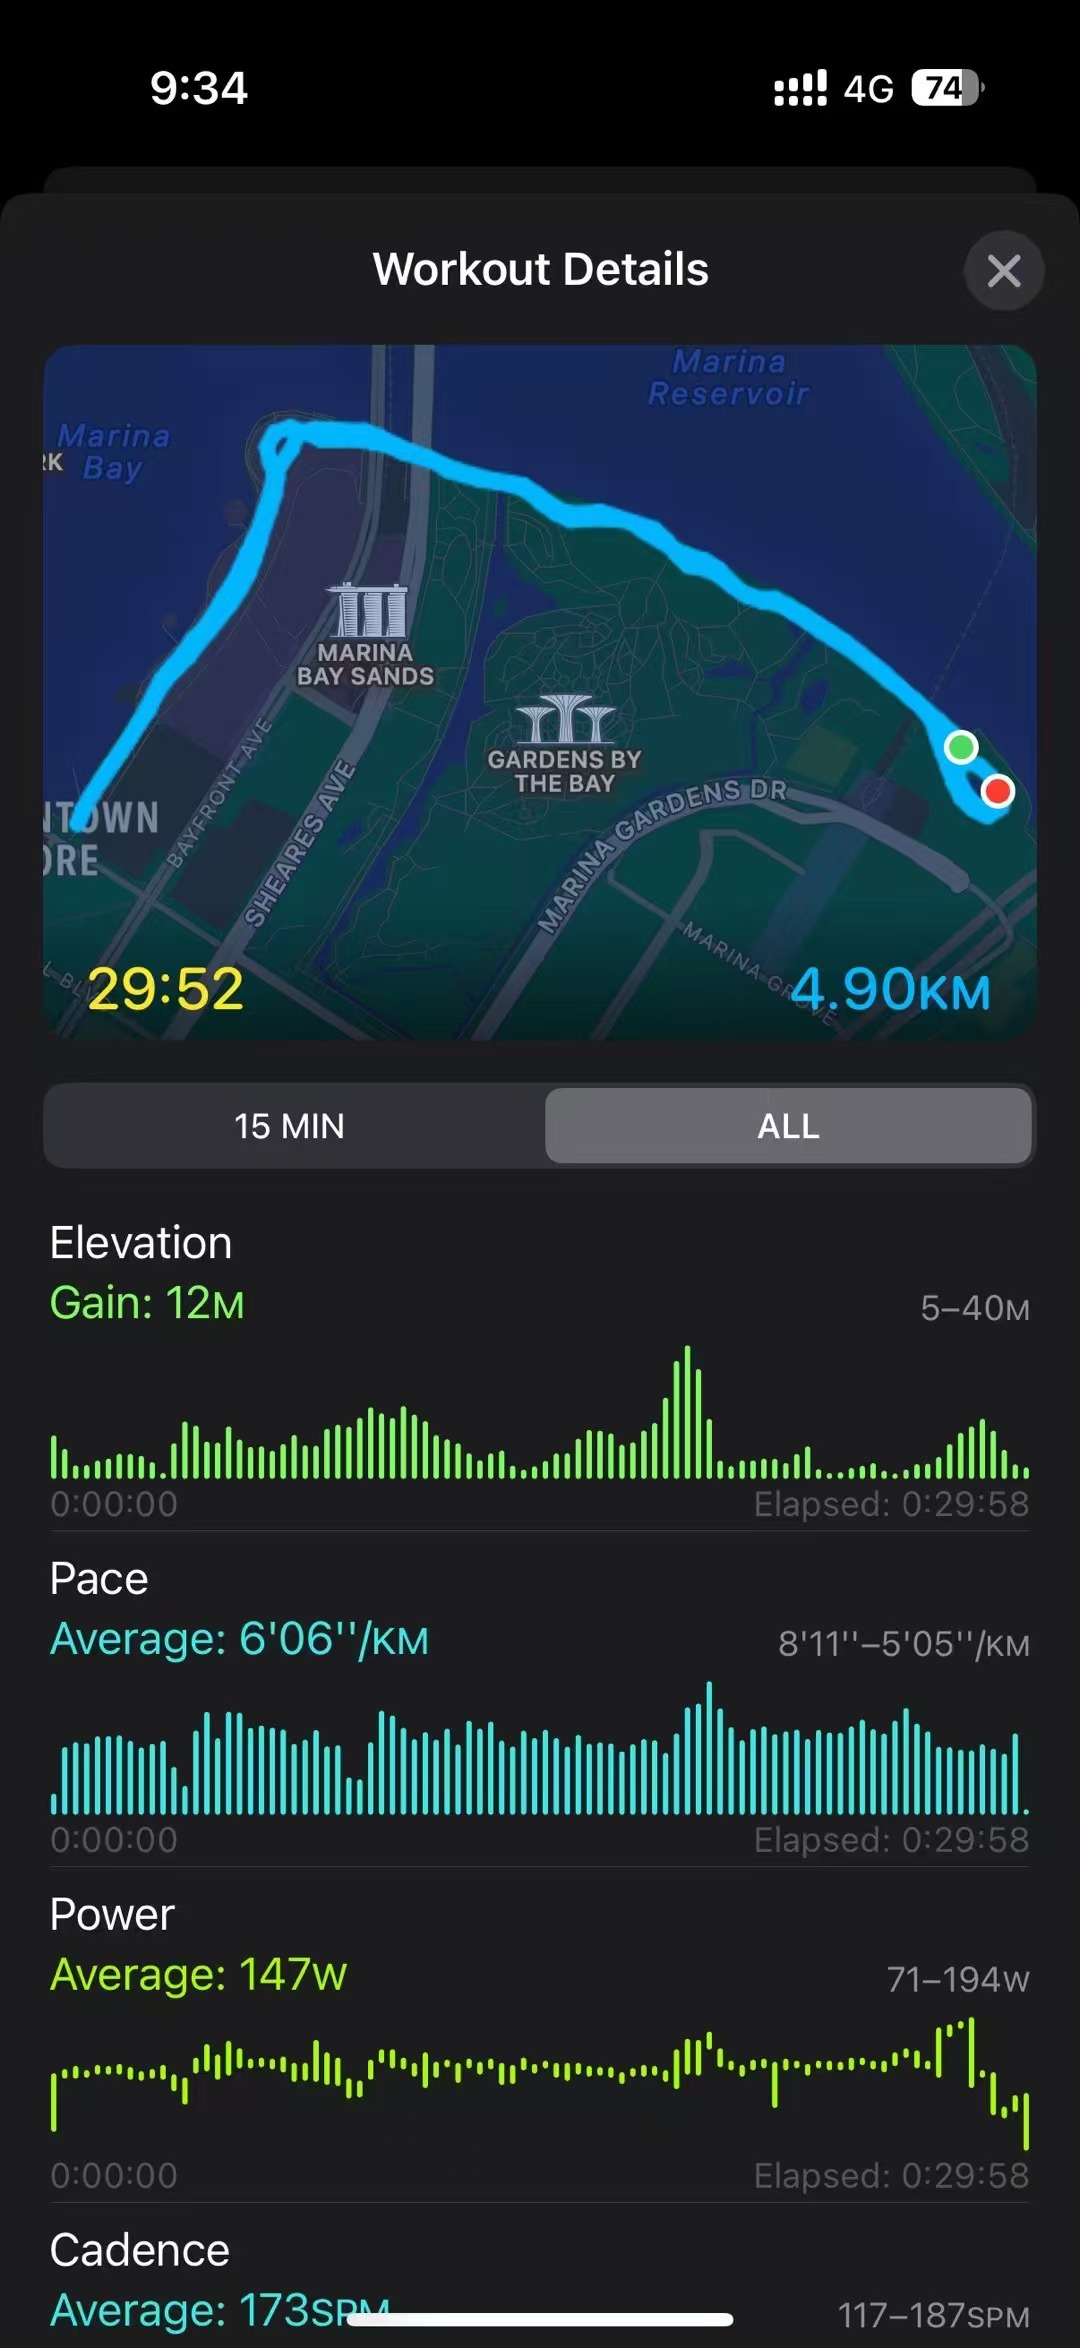 9:34
4G
74
Workout Details
Marina
Reservoir
Marina
Bay
RK
MARINA
BAY SANDS
GARDENS BY
THE BAY
NTOWN
ORE
BAYFRONT AVE
SHEARES AVE
MARINA GARDENS DR
MARINA GROVE
L BLV
29:52
4.90KM
15 MIN
ALL
Elevation
Gain: 12M
5–40M
0:00:00
Elapsed: 0:29:58
Pace
Average: 6'06''/KM
8'11''–5'05''/KM
0:00:00
Elapsed: 0:29:58
Power
Average: 147W
71–194W
0:00:00
Elapsed: 0:29:58
Cadence
Average: 173SPM
117–187SPM